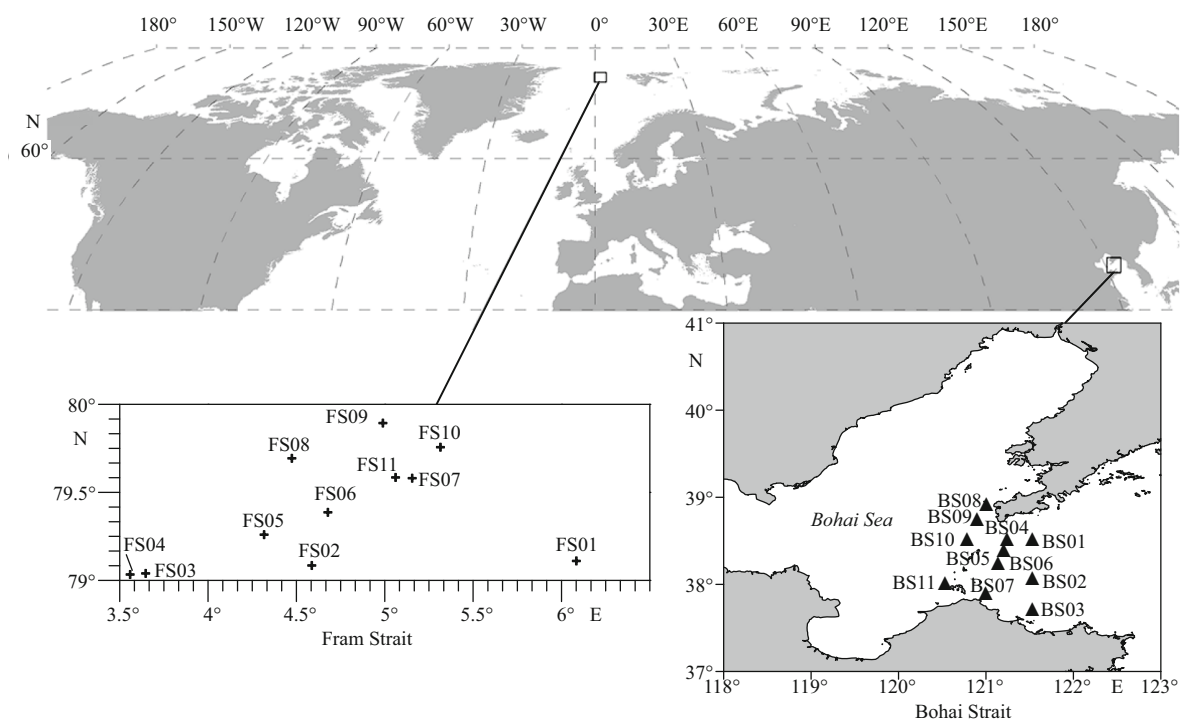 180° 150°W 120°W 90°W 60°W 30°W 0° 30°E 60°E 90°E 120°E 150°E 180°
N
60°
80°
N
79.5°
79°
FS09
FS10
FS08
FS11
FS07
FS06
FS05
FS04
FS03
FS02
FS01
3.5° 4° 4.5° 5° 5.5° 6° E
Fram Strait
41°
N
40°
39°
38°
37°
Bohai Sea
BS08
BS09
BS04
BS10
BS01
BS05
BS06
BS11
BS07
BS02
BS03
118° 119° 120° 121° 122° E 123°
Bohai Strait